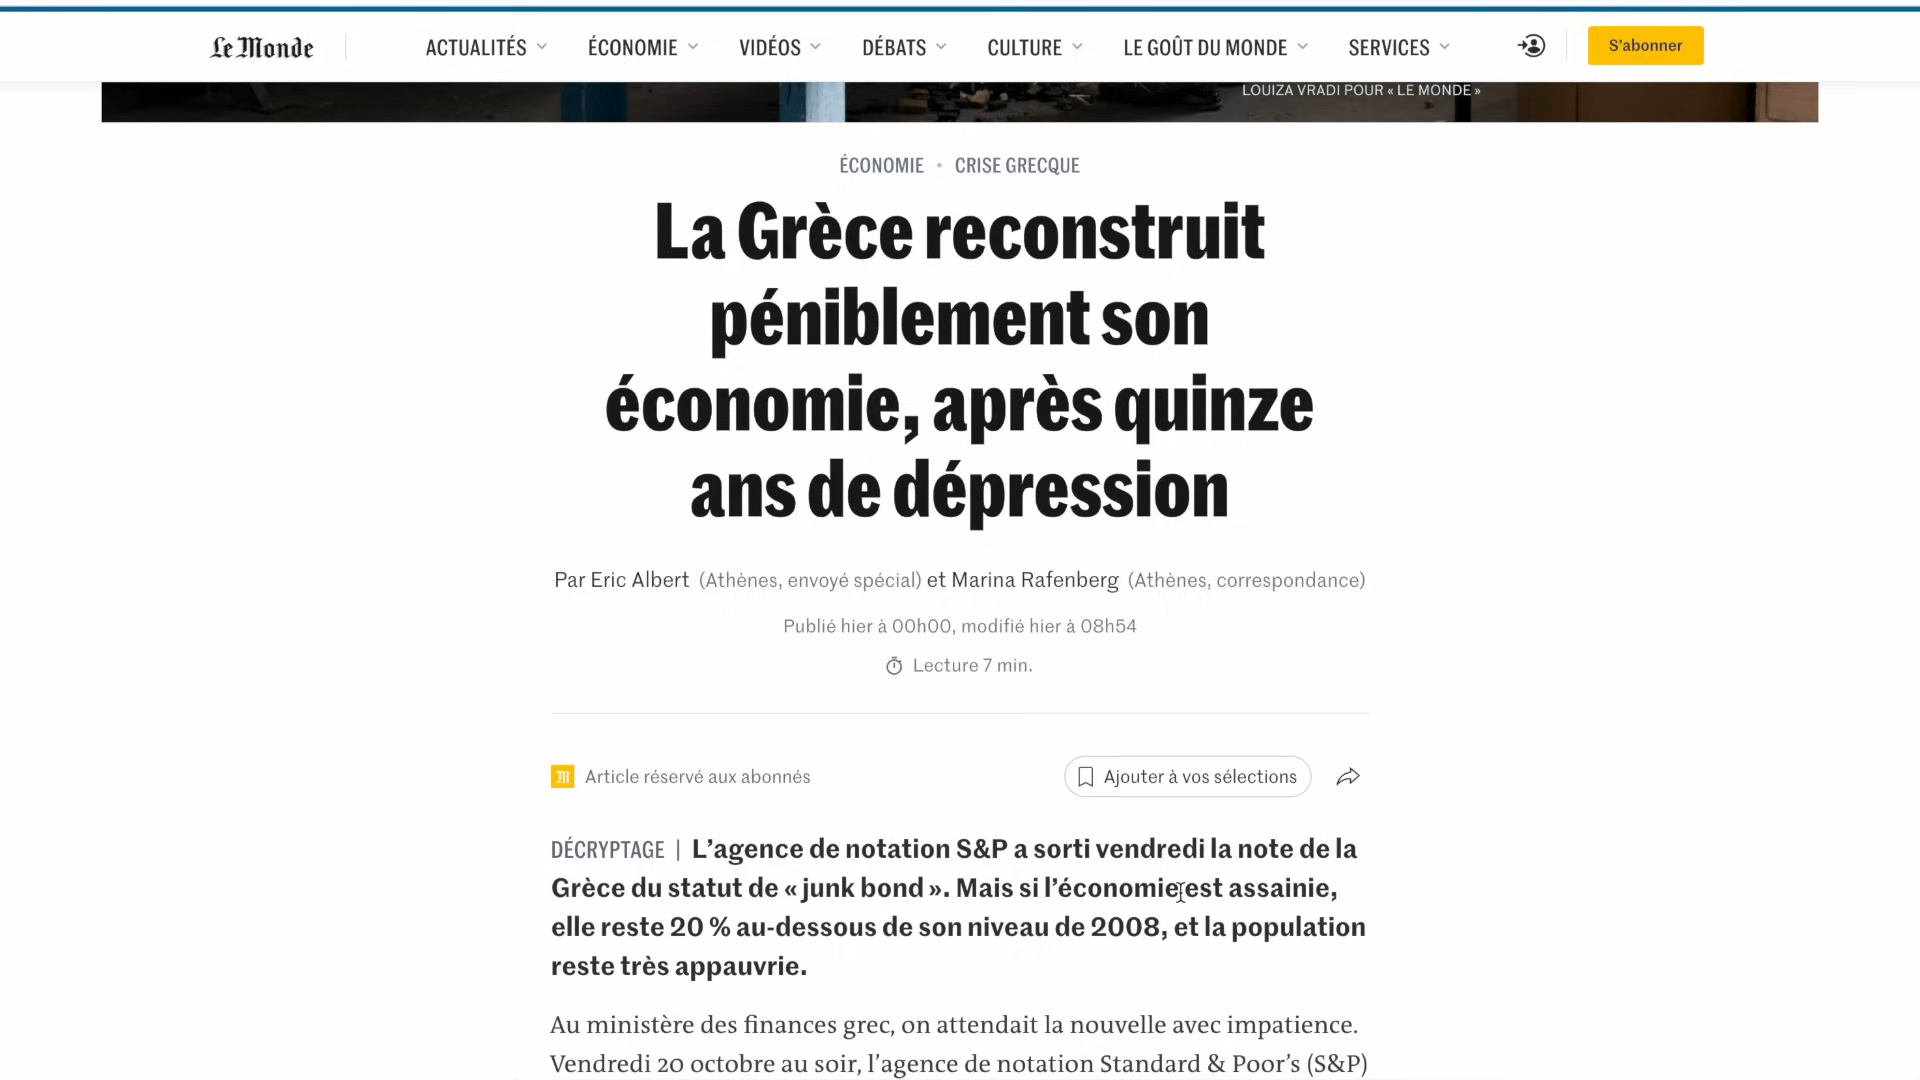 Le Monde
ACTUALITÉS
ÉCONOMIE
VIDÉOS
DÉBATS
CULTURE
LE GOÛT DU MONDE
SERVICES
S'abonner
LOUIZA VRADI POUR « LE MONDE »
ÉCONOMIE • CRISE GRECQUE
La Grèce reconstruit
péniblement son
économie, après quinze
ans de dépression
Par Eric Albert (Athènes, envoyé spécial) et Marina Rafenberg (Athènes, correspondance)
Publié hier à 00h00, modifié hier à 08h54
Lecture 7 min.
M Article réservé aux abonnés
Ajouter à vos sélections
DÉCRYPTAGE | L’agence de notation S&P a sorti vendredi la note de la
Grèce du statut de « junk bond ». Mais si l’économie est assainie,
elle reste 20 % au-dessous de son niveau de 2008, et la population
reste très appauvrie.
Au ministère des finances grec, on attendait la nouvelle avec impatience.
Vendredi 20 octobre au soir, l’agence de notation Standard & Poor’s (S&P)